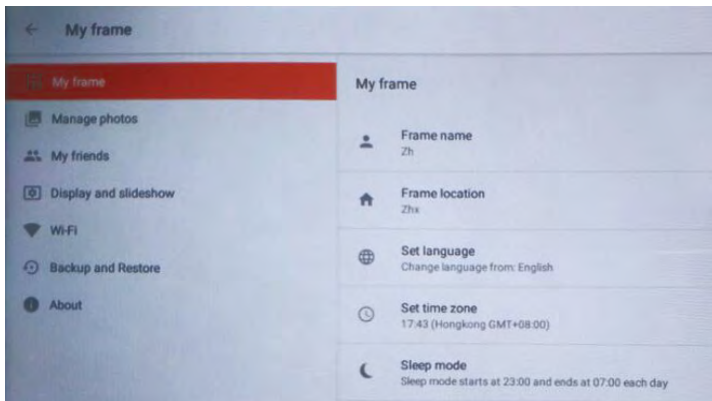 My frame
My frame
Manage photos
My friends
Display and slideshow
Wi-Fi
Backup and Restore
About
My frame
Frame name
Zh
Frame location
Zhx
Set language
Change language from: English
Set time zone
17:43 (Hongkong GMT+08:00)
Sleep mode
Sleep mode starts at 23:00 and ends at 07:00 each day